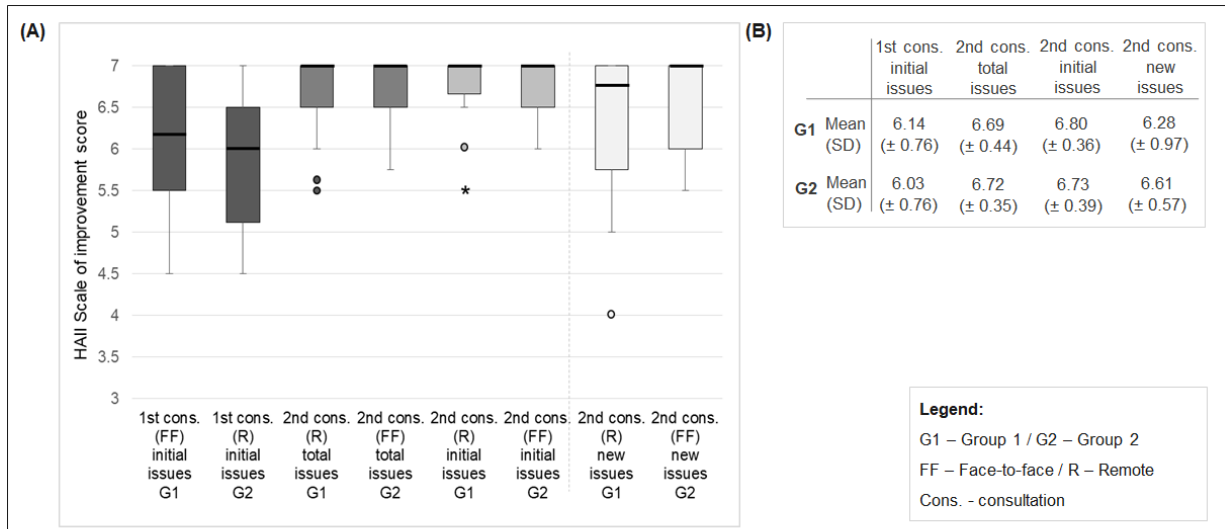 (A)
HAII Scale of improvement score
7
6.5
6
5.5
5
4.5
4
3.5
3
1st cons.
(FF)
initial
issues
G1
1st cons.
(R)
initial
issues
G2
2nd cons.
(R)
total
issues
G1
2nd cons.
(FF)
total
issues
G2
2nd cons.
(R)
initial
issues
G1
2nd cons.
(FF)
initial
issues
G2
2nd cons.
(R)
new
issues
G1
2nd cons.
(FF)
new
issues
G2
(B)
1st cons. 2nd cons. 2nd cons. 2nd cons.
initial total initial new
issues issues issues issues
G1 Mean 6.14 6.69 6.80 6.28
(SD) (± 0.76) (± 0.44) (± 0.36) (± 0.97)
G2 Mean 6.03 6.72 6.73 6.61
(SD) (± 0.76) (± 0.35) (± 0.39) (± 0.57)
Legend:
G1 – Group 1 / G2 – Group 2
FF – Face-to-face / R – Remote
Cons. - consultation